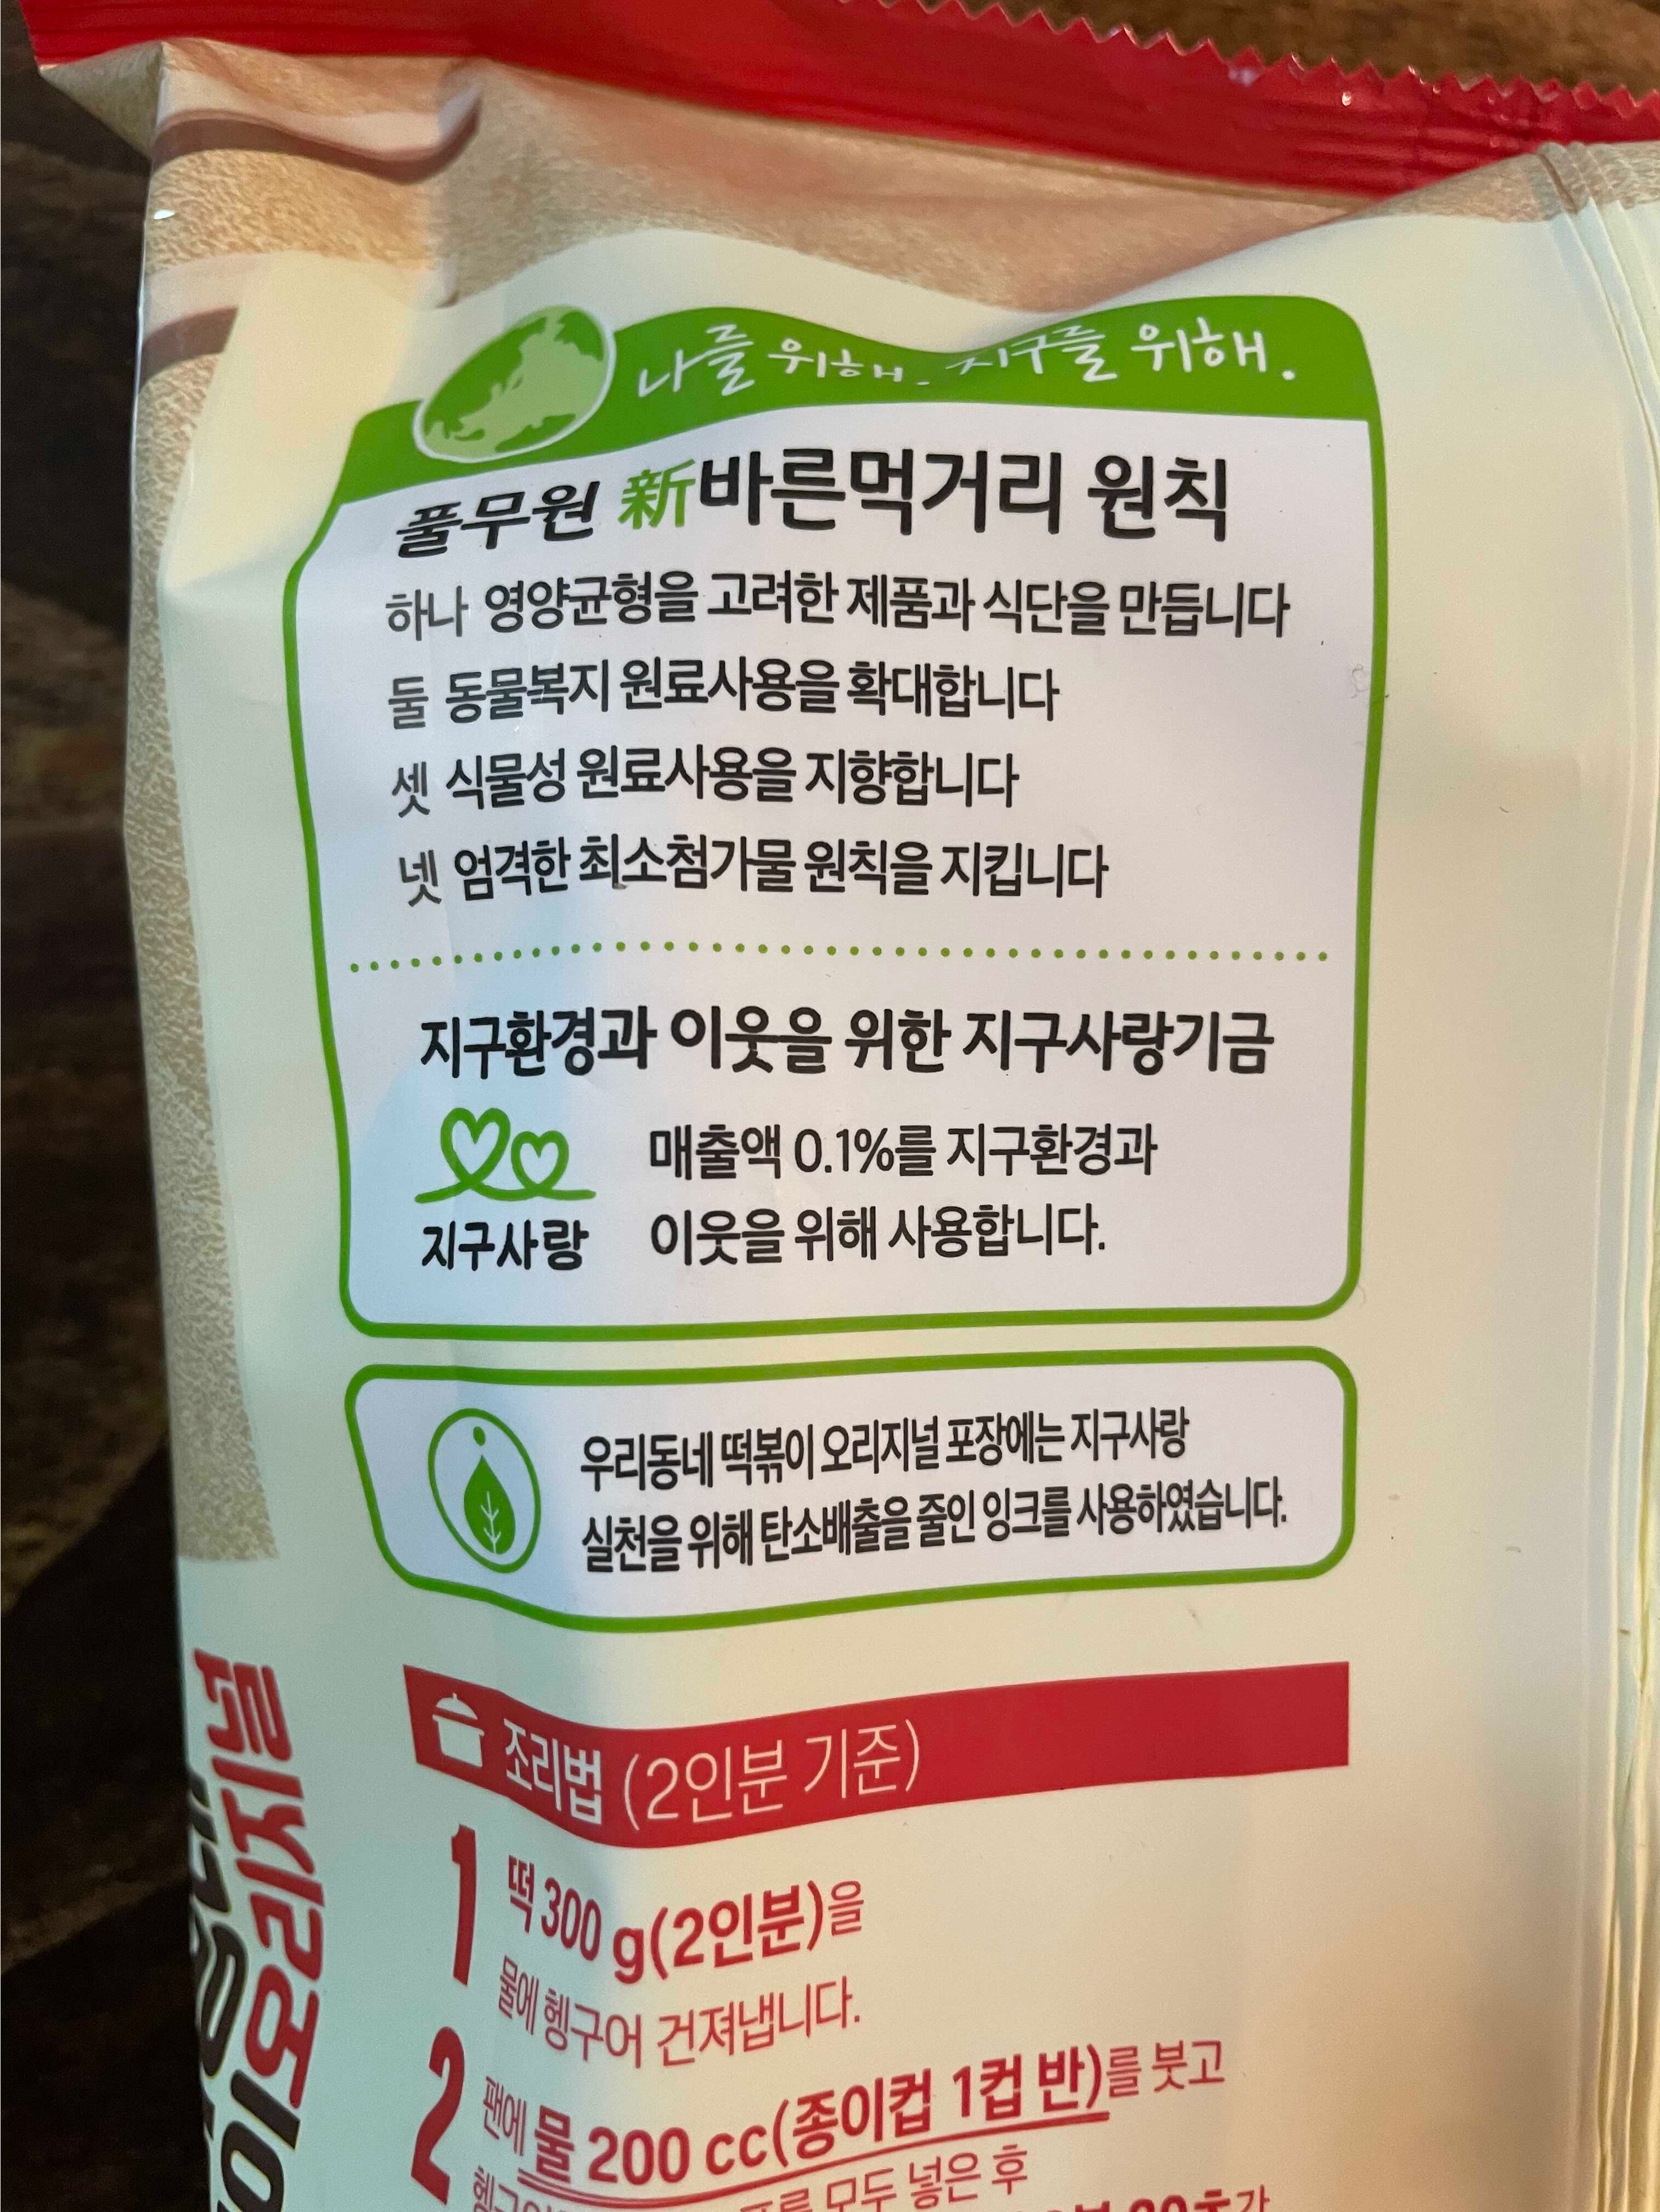 나를 위해. 지구를 위해.
풀무원 新바른먹거리 원칙
하나 영양균형을 고려한 제품과 식단을 만듭니다
둘 동물복지 원료사용을 확대합니다
셋 식물성 원료사용을 지향합니다
넷 엄격한 최소첨가물 원칙을 지킵니다
지구환경과 이웃을 위한 지구사랑기금
매출액 0.1%를 지구환경과
이웃을 위해 사용합니다.
지구사랑
우리동네 떡볶이 오리지널 포장에는 지구사랑
실천을 위해 탄소배출을 줄인 잉크를 사용하였습니다.
조리법 (2인분 기준)
1 떡 300 g(2인분)을
물에 헹구어 건져냅니다.
2 팬에 물 200 cc(종이컵 1컵 반)를 붓고
모두 넣은 후
오리지널